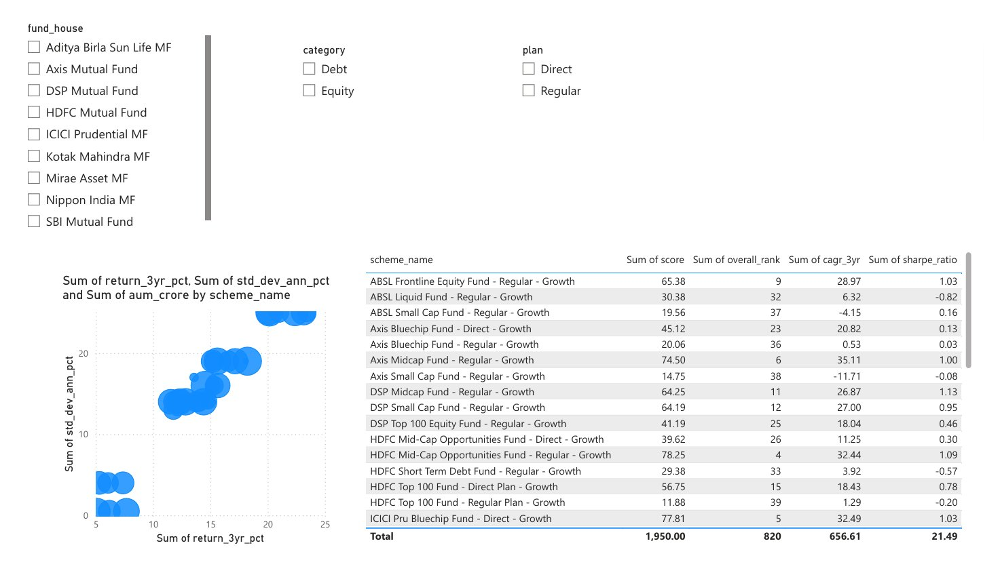 fund_house
Aditya Birla Sun Life MF
Axis Mutual Fund
DSP Mutual Fund
HDFC Mutual Fund
ICICI Prudential MF
Kotak Mahindra MF
Mirae Asset MF
Nippon India MF
SBI Mutual Fund
category
Debt
Equity
plan
Direct
Regular
Sum of return_3yr_pct, Sum of std_dev_ann_pct
and Sum of aum_crore by scheme_name
Sum of std_dev_ann_pct
20
10
0
5 10 15 20 25
Sum of return_3yr_pct
scheme_name Sum of score Sum of overall_rank Sum of cagr_3yr Sum of sharpe_ratio
ABSL Frontline Equity Fund - Regular - Growth 65.38 9 28.97 1.03
ABSL Liquid Fund - Regular - Growth 30.38 32 6.32 -0.82
ABSL Small Cap Fund - Regular - Growth 19.56 37 -4.15 0.16
Axis Bluechip Fund - Direct - Growth 45.12 23 20.82 0.13
Axis Bluechip Fund - Regular - Growth 20.06 36 0.53 0.03
Axis Midcap Fund - Regular - Growth 74.50 6 35.11 1.00
Axis Small Cap Fund - Regular - Growth 14.75 38 -11.71 -0.08
DSP Midcap Fund - Regular - Growth 64.25 11 26.87 1.13
DSP Small Cap Fund - Regular - Growth 64.19 12 27.00 0.95
DSP Top 100 Equity Fund - Regular - Growth 41.19 25 18.04 0.46
HDFC Mid-Cap Opportunities Fund - Direct - Growth 39.62 26 11.25 0.30
HDFC Mid-Cap Opportunities Fund - Regular - Growth 78.25 4 32.44 1.09
HDFC Short Term Debt Fund - Regular - Growth 29.38 33 3.92 -0.57
HDFC Top 100 Fund - Direct Plan - Growth 56.75 15 18.43 0.78
HDFC Top 100 Fund - Regular Plan - Growth 11.88 39 1.29 -0.20
ICICI Pru Bluechip Fund - Direct - Growth 77.81 5 32.49 1.03
Total 1,950.00 820 656.61 21.49